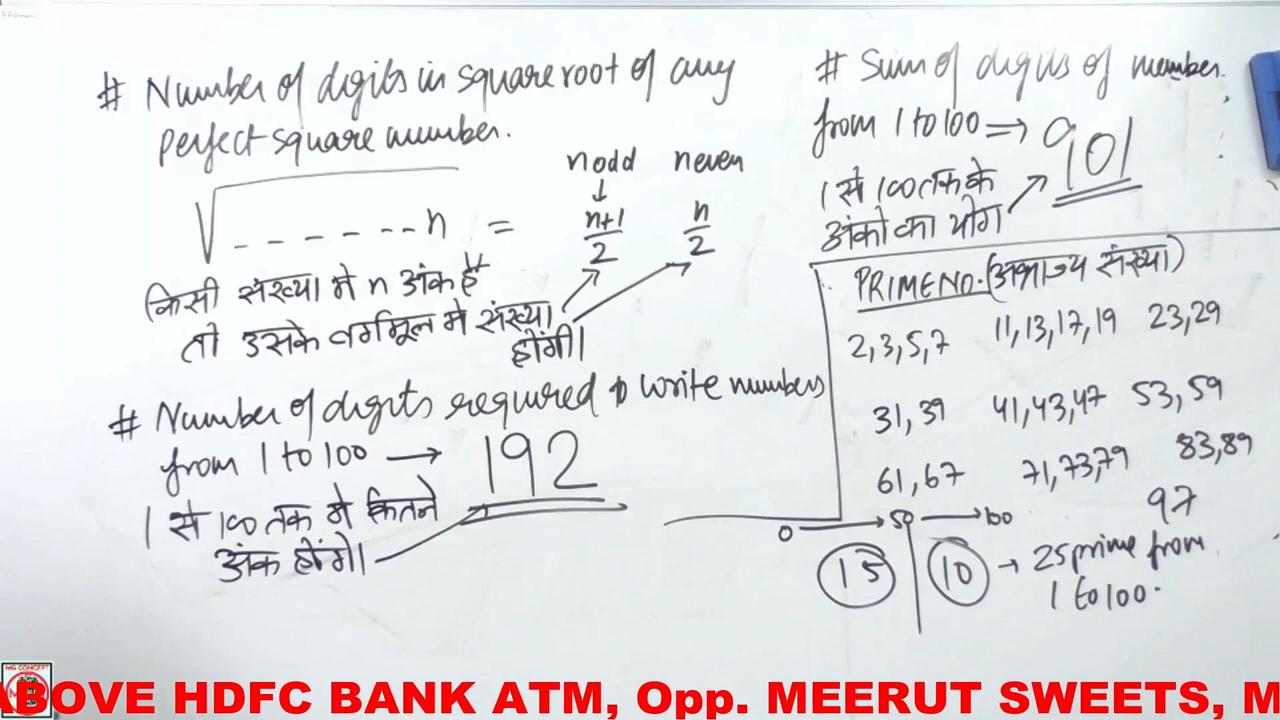 # Number of digits in square root of any
perfect square number.
n odd n even
↓
√ _ _ _ _ _ _ _ n = n+1/2 n/2
किसी संख्या मे n अंक है
तो उसके वर्गमूल मे संख्या
होंगी।
# Number of digits required to write numbers
from 1 to 100 → 192
1 से 100 तक मे कितने
अंक होंगे।
# Sum of digits of number
from 1 to 100 ⇒ 901
1 से 100 तक के
अंको का योग
PRIME NO. (अभाज्य संख्या)
2,3,5,7 11,13,17,19 23,29
31,39 41,43,47 53,59
61,67 71,73,79 83,89
97
0 → 50 → 100
15 10 → 25 prime from
1 to 100.
MG CONCEPT
ABOVE HDFC BANK ATM, Opp. MEERUT SWEETS, M